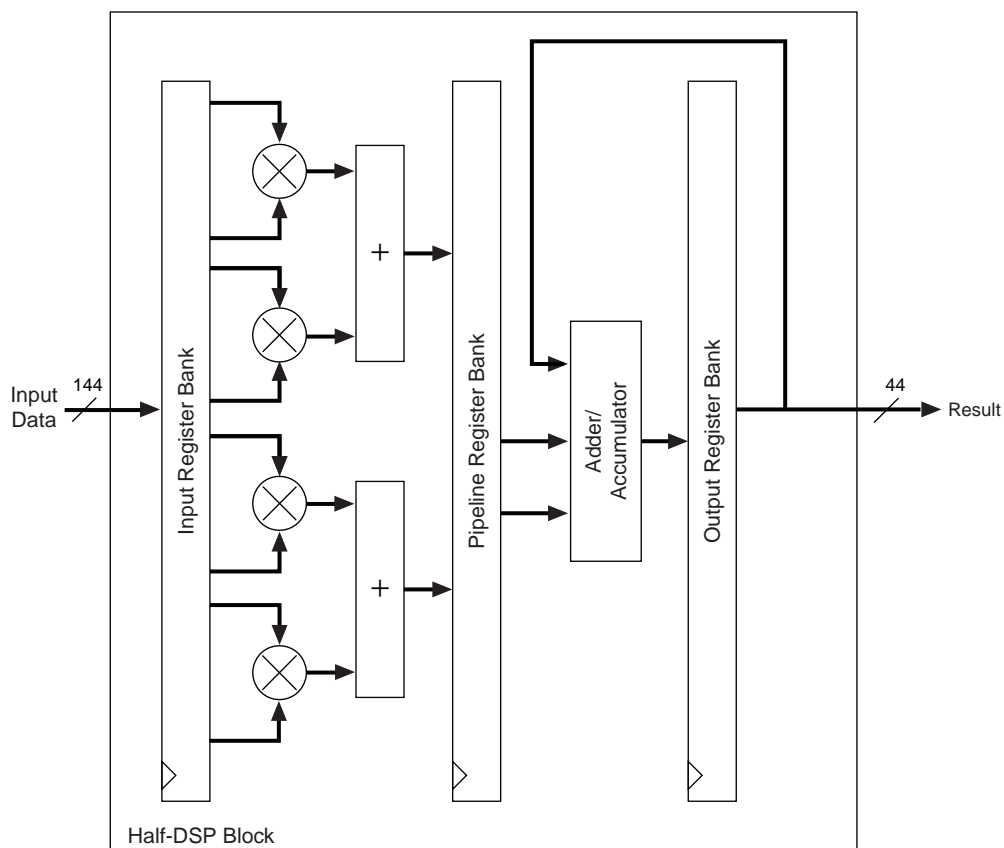 144
Input
Data
Input Register Bank
+
+
Pipeline Register Bank
Adder/
Accumulator
Output Register Bank
44
Result
Half-DSP Block